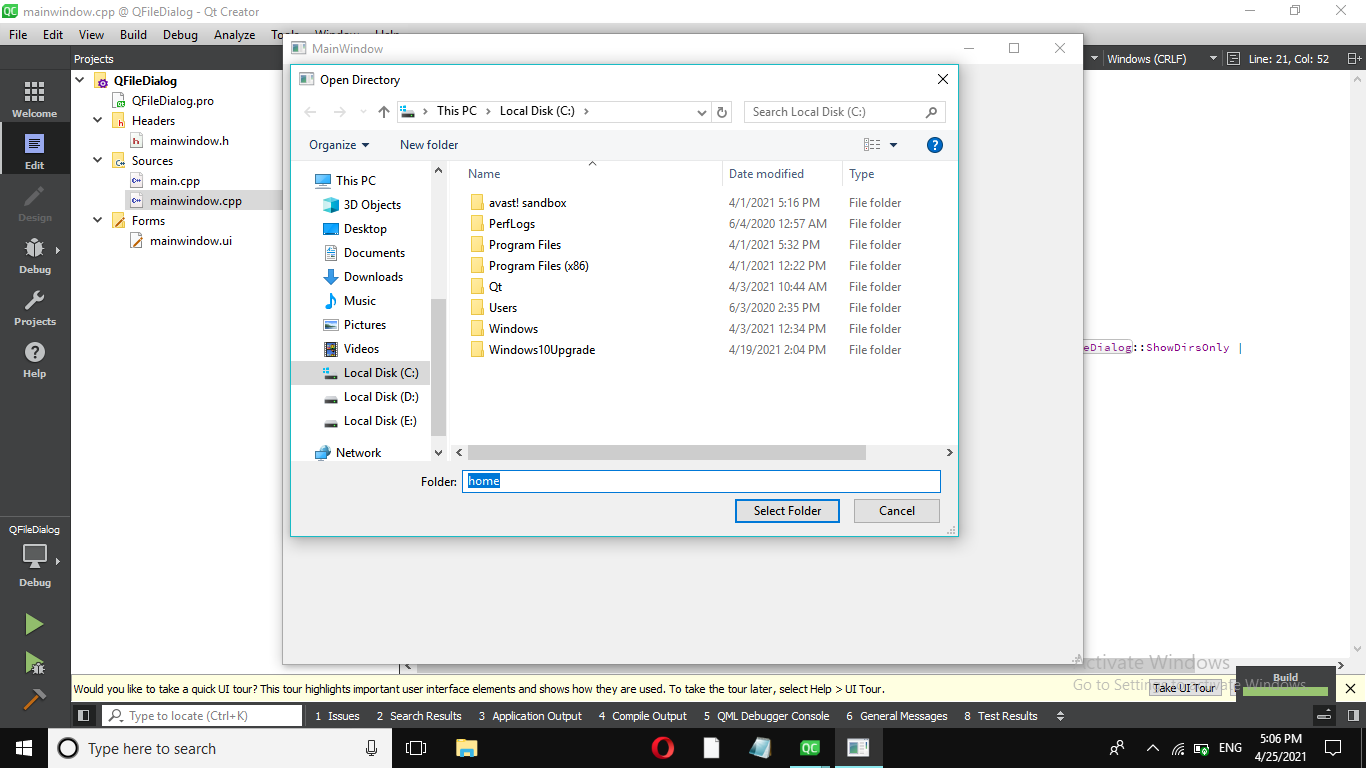 mainwindow.cpp @ QFileDialog - Qt Creator
File Edit View Build Debug Analyze
MainWindow
Projects
Windows (CRLF) Line: 21, Col: 52
Open Directory
This PC > Local Disk (C:) >
Search Local Disk (C:)
Organize New folder
Name Date modified Type
avast! sandbox 4/1/2021 5:16 PM File folder
PerfLogs 6/4/2020 12:57 AM File folder
Program Files 4/1/2021 5:32 PM File folder
Program Files (x86) 4/1/2021 12:22 PM File folder
Qt 4/3/2021 10:44 AM File folder
Users 6/3/2020 2:35 PM File folder
Windows 4/3/2021 12:34 PM File folder
Windows10Upgrade 4/19/2021 2:04 PM File folder
This PC
3D Objects
Desktop
Documents
Downloads
Music
Pictures
Videos
Local Disk (C:)
Local Disk (D:)
Local Disk (E:)
Network
Folder: home
Select Folder Cancel
QFileDialog
QFileDialog.pro
Headers
mainwindow.h
Sources
main.cpp
mainwindow.cpp
Forms
mainwindow.ui
Welcome
Edit
Design
Debug
Projects
Help
QFileDialog
Debug
eDialog::ShowDirsOnly |
Activate Windows
Go to Settings to activate Windows.
Build
Would you like to take a quick UI tour? This tour highlights important user interface elements and shows how they are used. To take the tour later, select Help > UI Tour.
Take UI Tour
Type to locate (Ctrl+K)
1 Issues 2 Search Results 3 Application Output 4 Compile Output 5 QML Debugger Console 6 General Messages 8 Test Results
Type here to search
QC
ENG
5:06 PM
4/25/2021